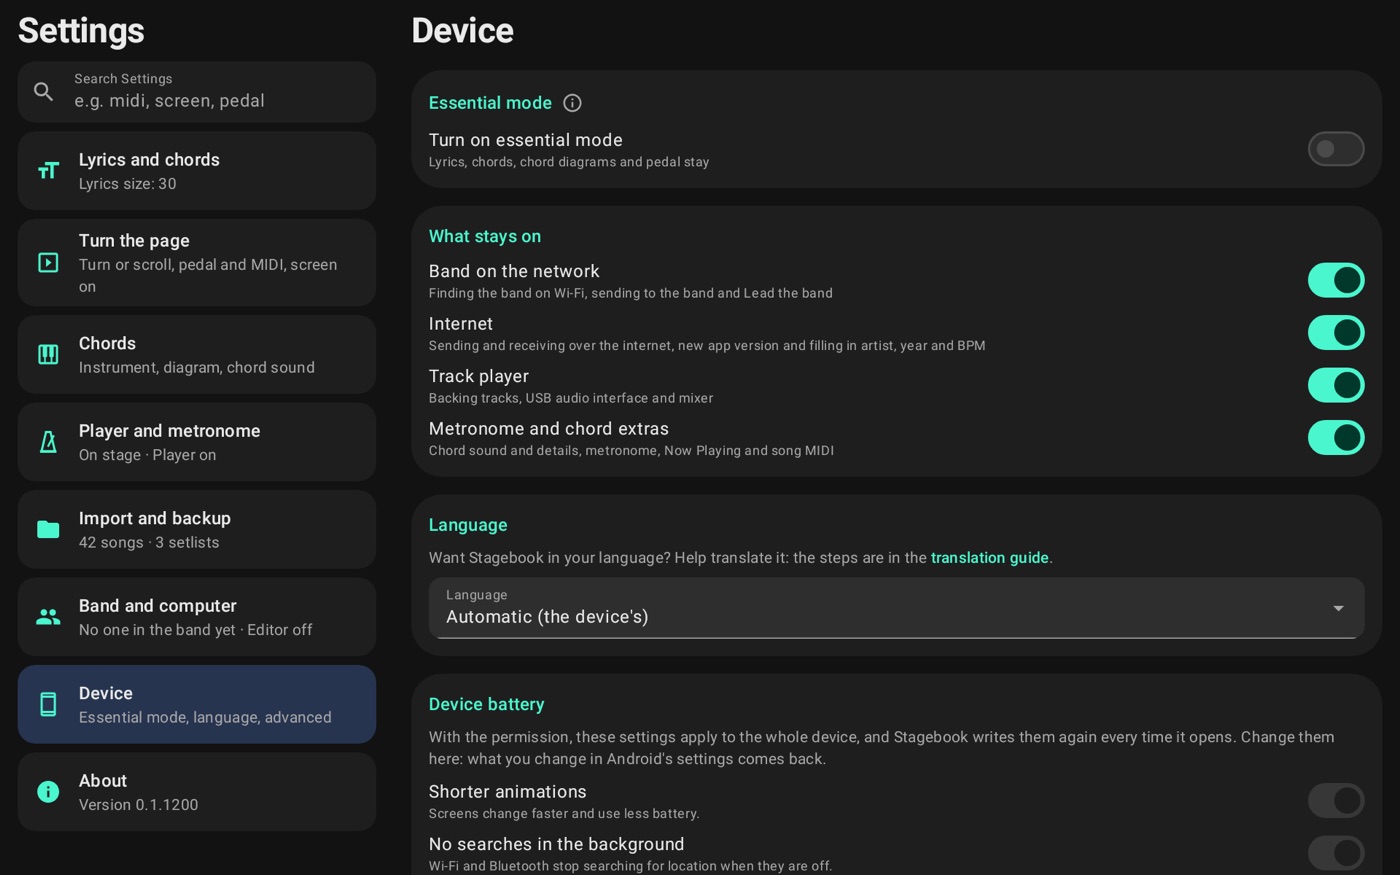 Settings
Search Settings
e.g. midi, screen, pedal
Lyrics and chords
Lyrics size: 30
Turn the page
Turn or scroll, pedal and MIDI, screen
on
Chords
Instrument, diagram, chord sound
Player and metronome
On stage · Player on
Import and backup
42 songs · 3 setlists
Band and computer
No one in the band yet · Editor off
Device
Essential mode, language, advanced
About
Version 0.1.1200
Device
Essential mode
Turn on essential mode
Lyrics, chords, chord diagrams and pedal stay
What stays on
Band on the network
Finding the band on Wi-Fi, sending to the band and Lead the band
Internet
Sending and receiving over the internet, new app version and filling in artist, year and BPM
Track player
Backing tracks, USB audio interface and mixer
Metronome and chord extras
Chord sound and details, metronome, Now Playing and song MIDI
Language
Want Stagebook in your language? Help translate it: the steps are in the translation guide.
Language
Automatic (the device's)
Device battery
With the permission, these settings apply to the whole device, and Stagebook writes them again every time it opens. Change them
here: what you change in Android's settings comes back.
Shorter animations
Screens change faster and use less battery.
No searches in the background
Wi-Fi and Bluetooth stop searching for location when they are off.